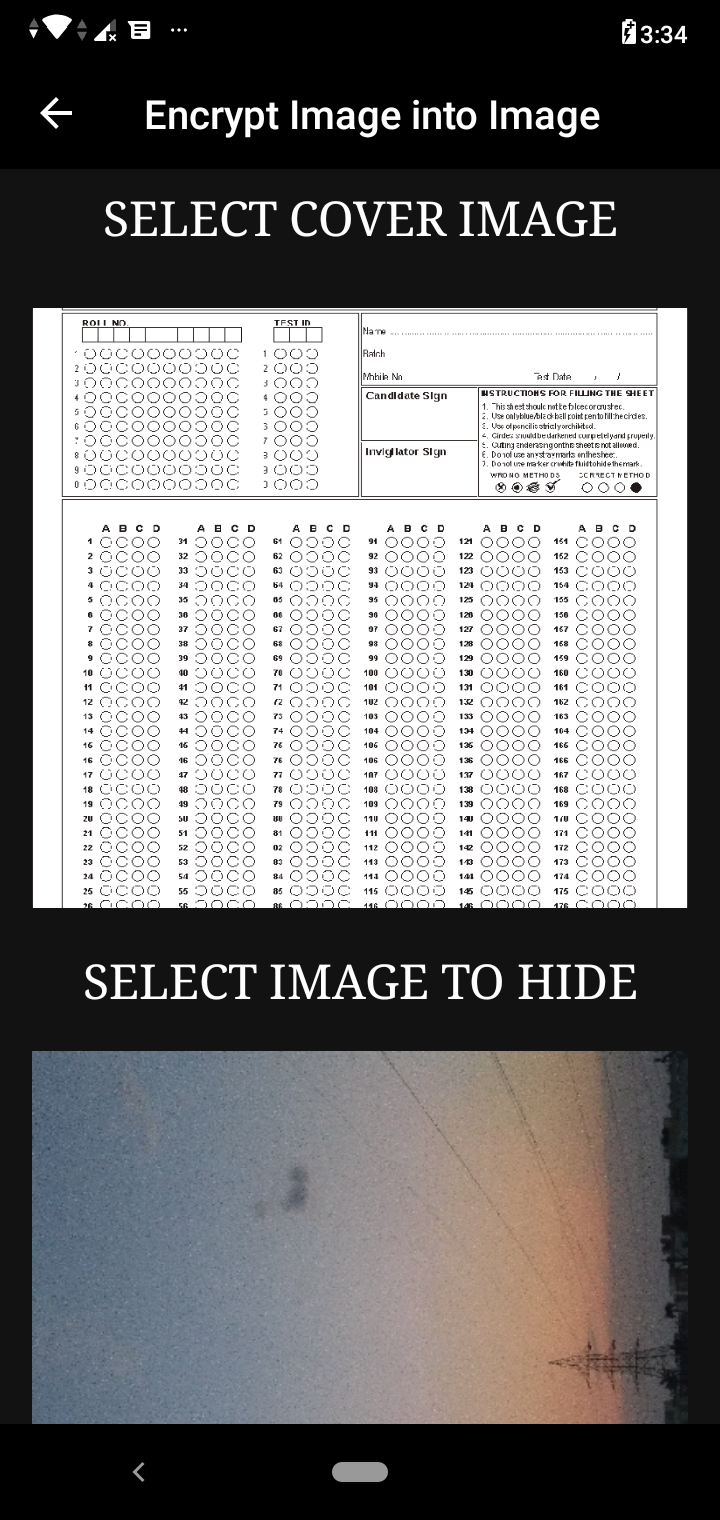 3:34
Encrypt Image into Image
SELECT COVER IMAGE
ROLL NO. TEST ID
Name
Batch
Mobile No. Test Date / /
Candidate Sign
Invigilator Sign
INSTRUCTIONS FOR FILLING THE SHEET
1. This sheet should not be folded or crushed.
2. Use only blue/black ball point pen to fill the circles.
3. Use of pencil is strictly prohibited.
4. Circles should be darkened completely and properly.
5. Cutting and erasing on this sheet is not allowed.
6. Do not use any stray marks on the sheet.
7. Do not use marker or white fluid to hide the mark.
WRONG METHODS CORRECT METHOD
1 1
2 2
3 3
4 4
5 5
6 6
7 7
8 8
9 9
0 0
A B C D A B C D A B C D A B C D A B C D A B C D
1 31 61 91 121 151
2 32 62 92 122 152
3 33 63 93 123 153
4 34 64 94 124 154
5 35 65 95 125 155
6 36 66 96 126 156
7 37 67 97 127 157
8 38 68 98 128 158
9 39 69 99 129 159
10 40 70 100 130 160
11 41 71 101 131 161
12 42 72 102 132 162
13 43 73 103 133 163
14 44 74 104 134 164
15 45 75 105 135 165
16 46 76 106 136 166
17 47 77 107 137 167
18 48 78 108 138 168
19 49 79 109 139 169
20 50 80 110 140 170
21 51 81 111 141 171
22 52 82 112 142 172
23 53 83 113 143 173
24 54 84 114 144 174
25 55 85 115 145 175
26 56 86 116 146 176
SELECT IMAGE TO HIDE